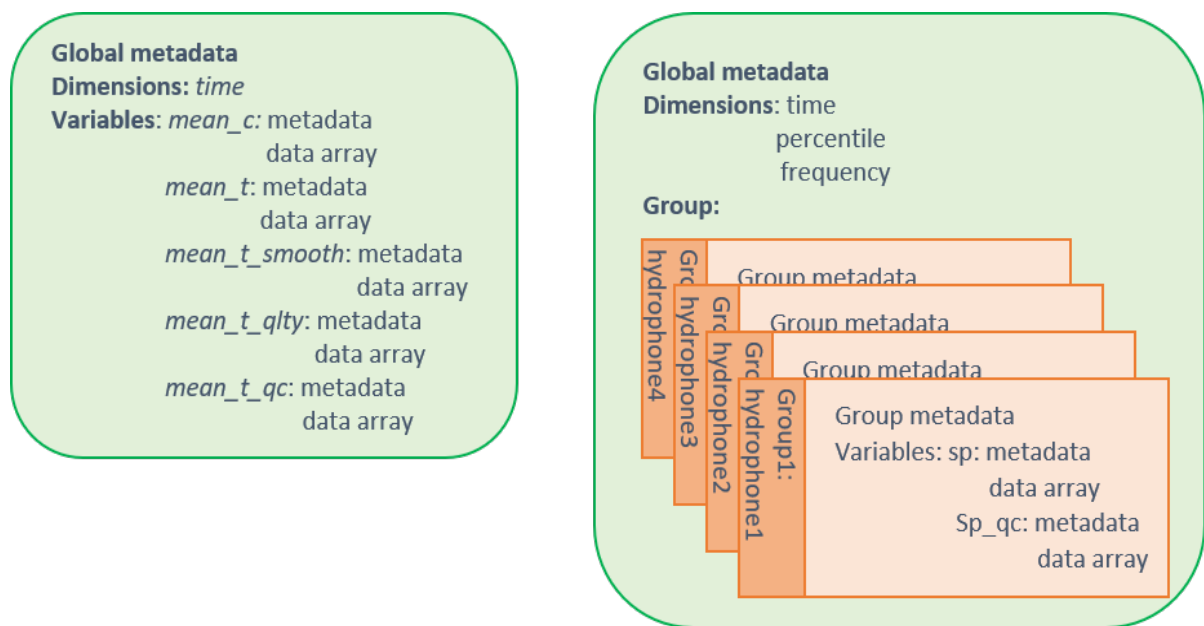 Global metadata
Dimensions: time
Variables: mean_c: metadata
data array
mean_t: metadata
data array
mean_t_smooth: metadata
data array
mean_t_qlty: metadata
data array
mean_t_qc: metadata
data array
Global metadata
Dimensions: time
percentile
frequency
Group:
hydrophone4
Group metadata
hydrophone3
Group metadata
hydrophone2
Group metadata
Group1:
hydrophone1
Group metadata
Variables: sp: metadata
data array
Sp_qc: metadata
data array